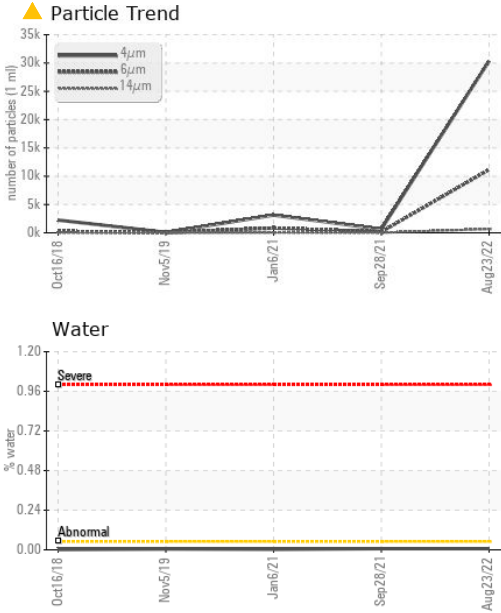 Particle Trend
number of particles (1 ml)
35k
30k
25k
20k
15k
10k
5k
0k
4µm
6µm
14µm
Oct16/18
Nov5/19
Jan6/21
Sep28/21
Aug23/22
Water
% water
1.20
0.96
0.72
0.48
0.24
0.00
Severe
Abnormal
Oct16/18
Nov5/19
Jan6/21
Sep28/21
Aug23/22